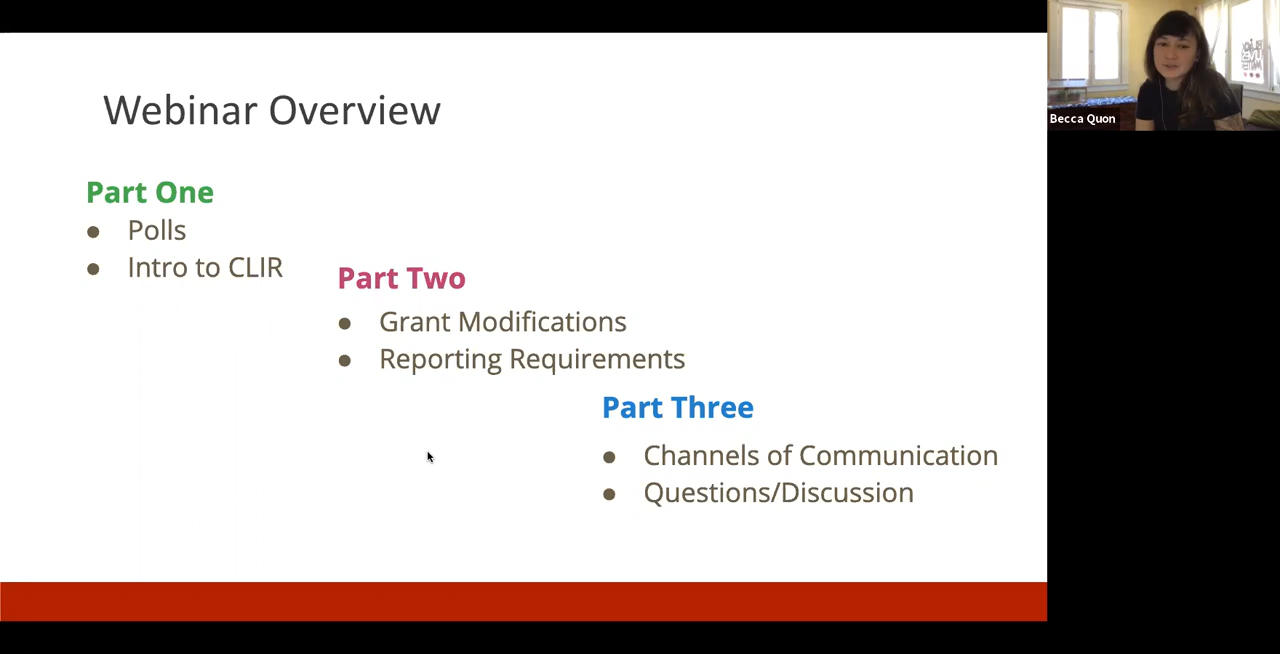 Webinar Overview
Part One
● Polls
● Intro to CLIR
Part Two
● Grant Modifications
● Reporting Requirements
Part Three
● Channels of Communication
● Questions/Discussion
Becca Quon